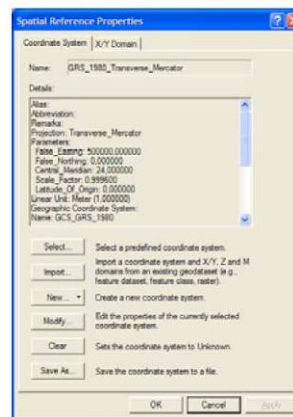 Spatial Reference Properties
Coordinate System
X/Y Domain
Name: GRS_1980_Transverse_Mercator
Details:
Alias:
Abbreviation:
Remarks:
Projection: Transverse_Mercator
Parameters:
False_Easting: 500000,000000
False_Northing: 0,000000
Central_Meridian: 24,000000
Scale_Factor: 0,999600
Latitude_Of_Origin: 0,000000
Linear Unit: Meter (1,000000)
Geographic Coordinate System:
Name: GCS_GRS_1980
Select... Select a predefined coordinate system.
Import... Import a coordinate system and X/Y, Z and M
domains from an existing geodataset (e.g.,
feature dataset, feature class, raster).
New... Create a new coordinate system.
Modify... Edit the properties of the currently selected
coordinate system.
Clear Sets the coordinate system to Unknown.
Save As... Save the coordinate system to a file.
OK Cancel Apply